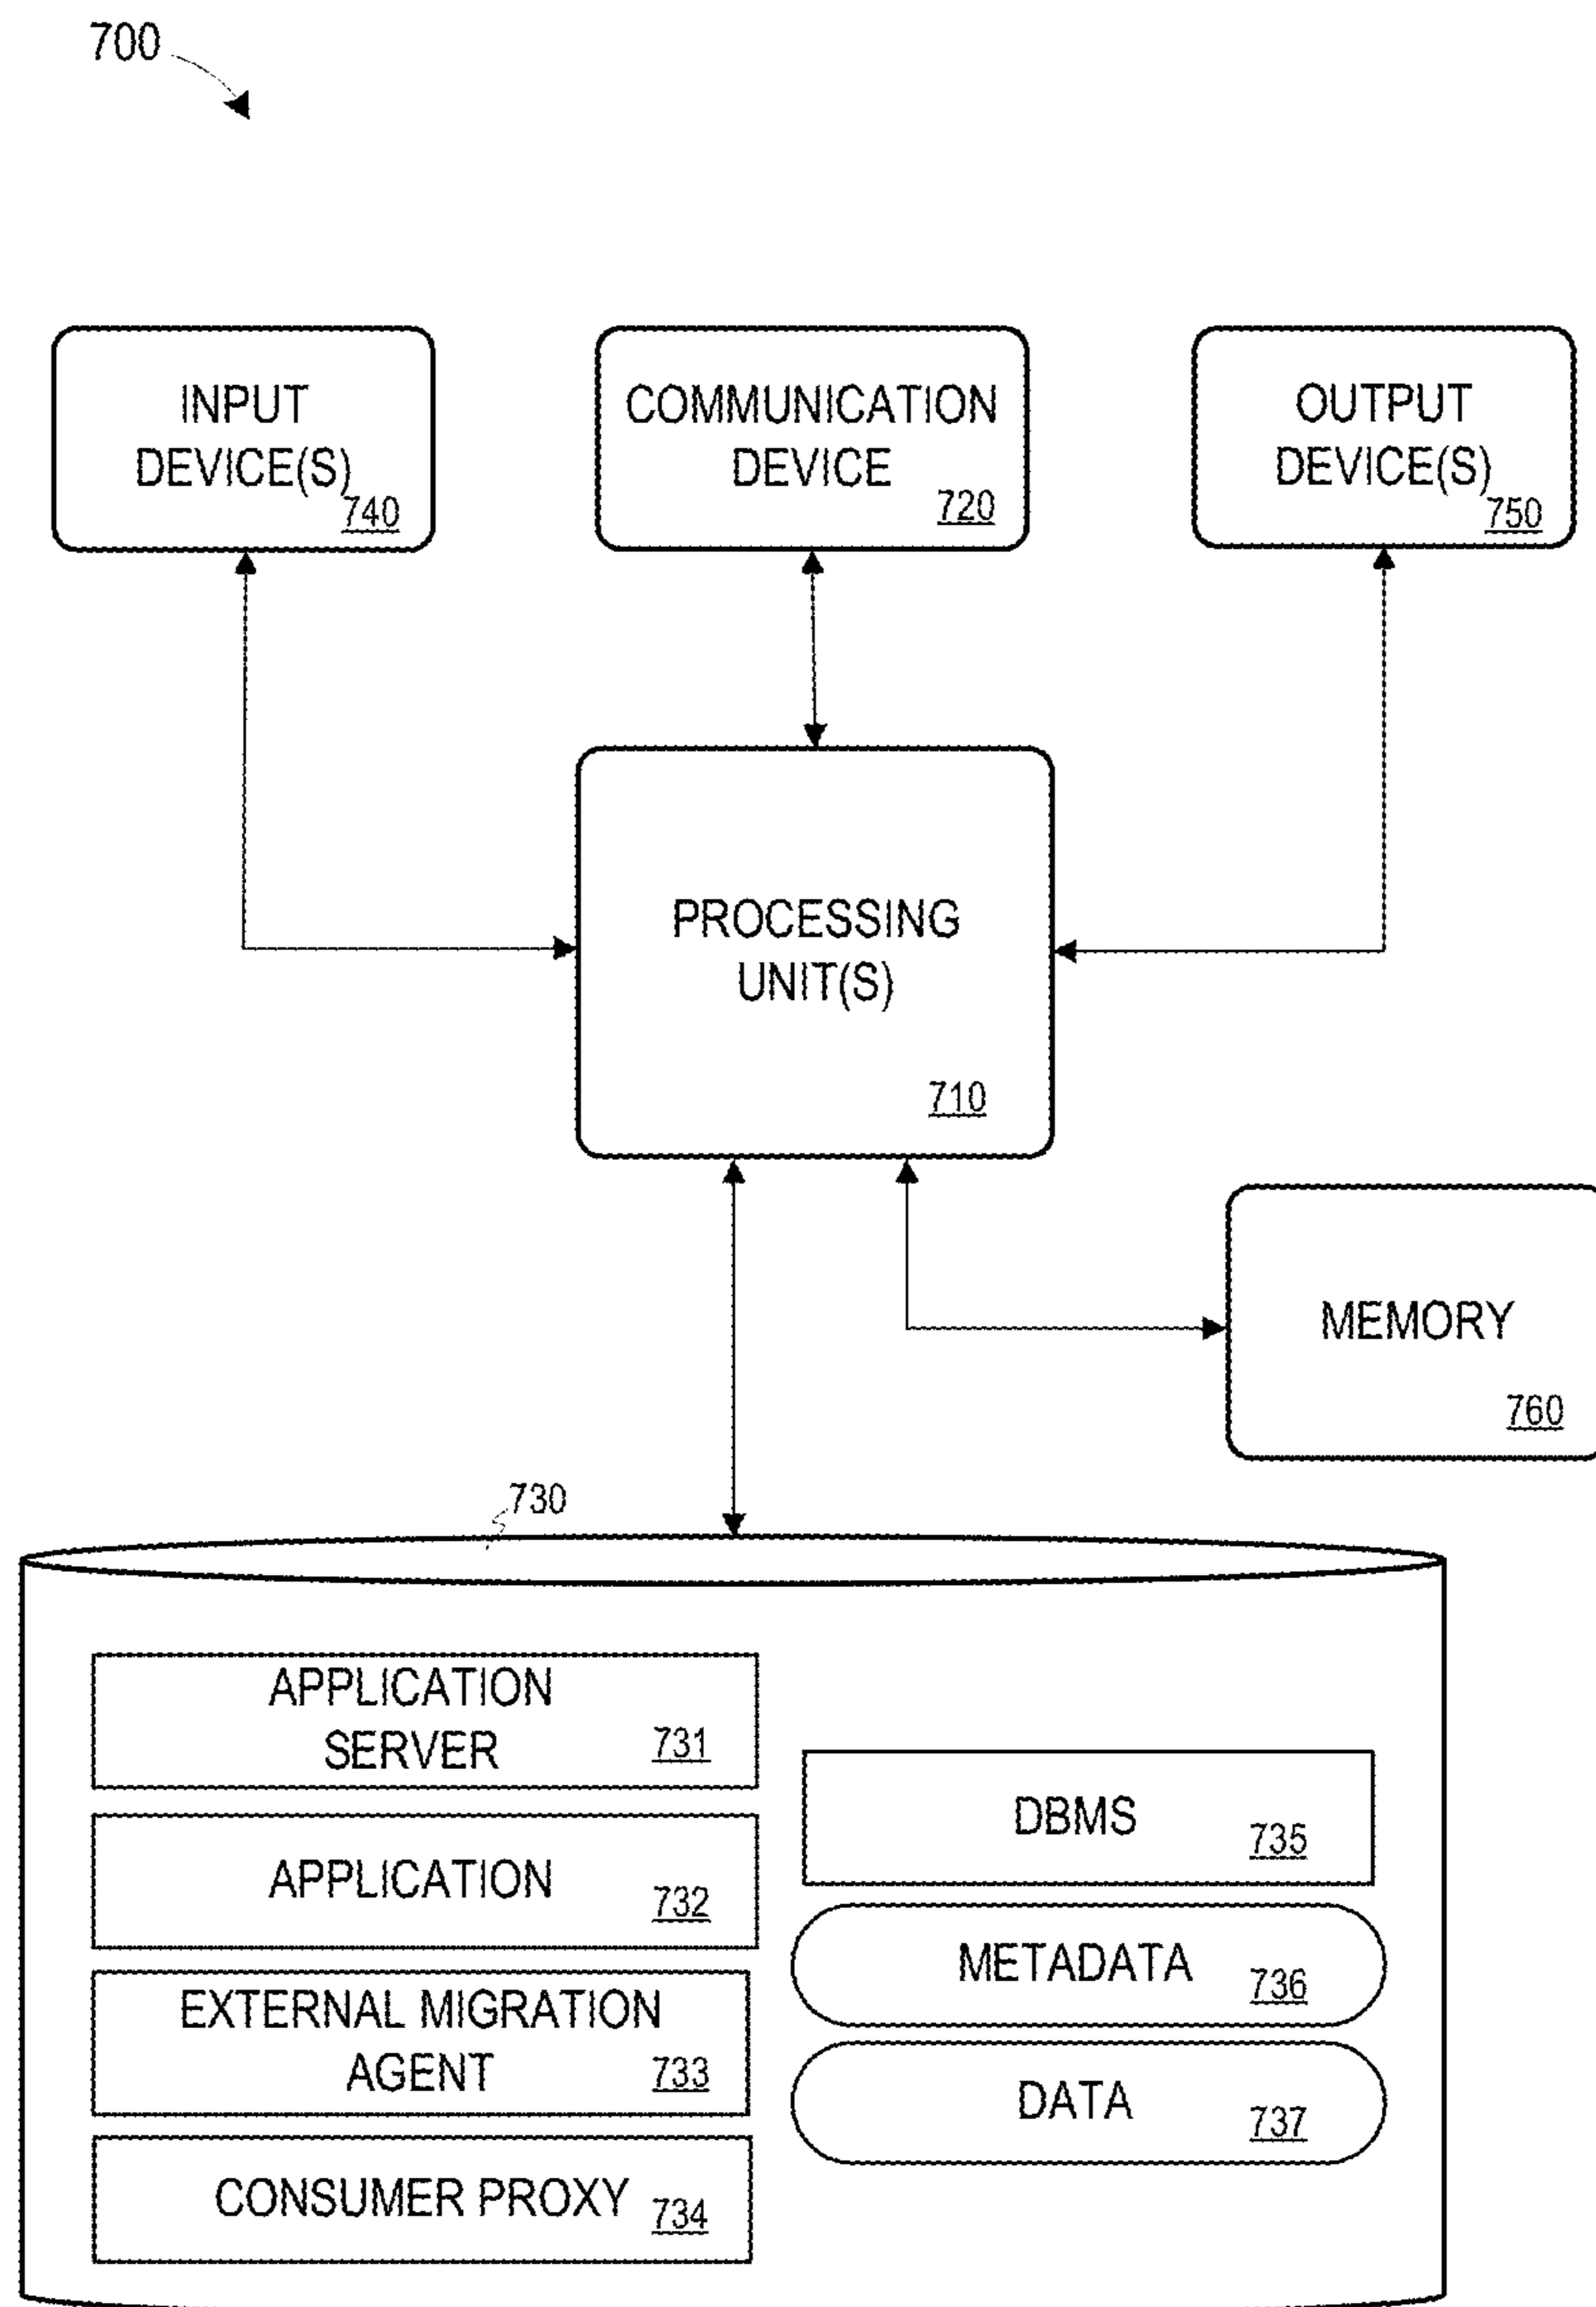 700
INPUT
DEVICE(S)
740
COMMUNICATION
DEVICE
720
OUTPUT
DEVICE(S)
750
PROCESSING
UNIT(S)
710
MEMORY
760
730
APPLICATION
SERVER
731
APPLICATION
732
EXTERNAL MIGRATION
AGENT
733
CONSUMER PROXY
734
DBMS
735
METADATA
736
DATA
737